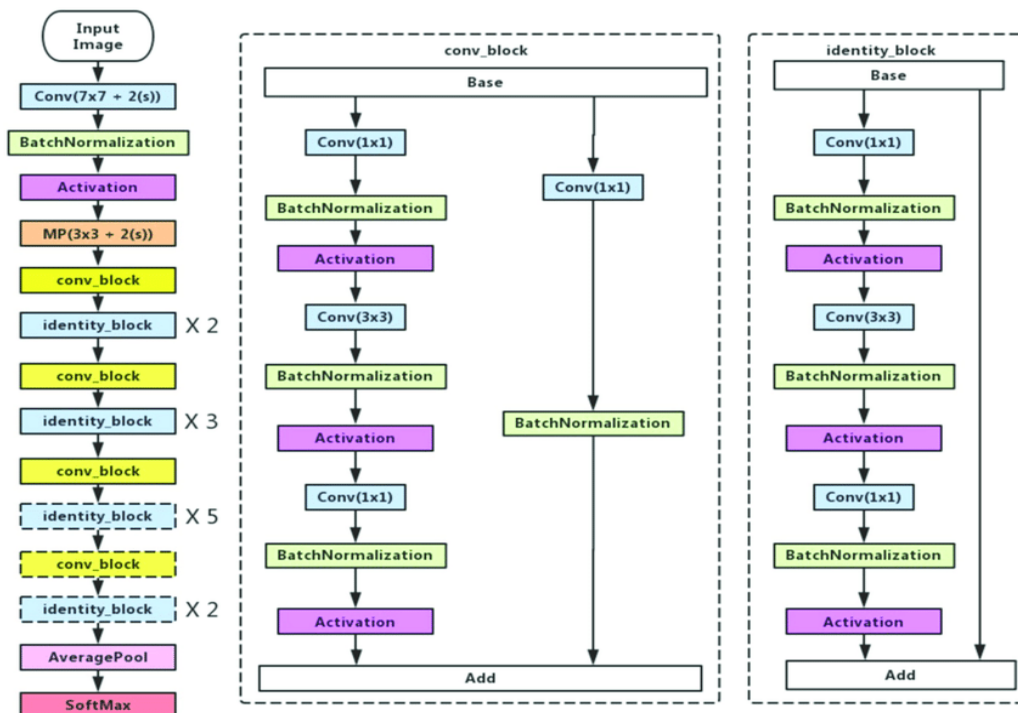 Input
Image
Conv(7x7 + 2(s))
BatchNormalization
Activation
MP(3x3 + 2(s))
conv_block
identity_block X 2
conv_block
identity_block X 3
conv_block
identity_block X 5
conv_block
identity_block X 2
AveragePool
SoftMax
conv_block
Base
Conv(1x1)
BatchNormalization
Activation
Conv(3x3)
BatchNormalization
Activation
Conv(1x1)
BatchNormalization
Activation
Conv(1x1)
BatchNormalization
Add
identity_block
Base
Conv(1x1)
BatchNormalization
Activation
Conv(3x3)
BatchNormalization
Activation
Conv(1x1)
BatchNormalization
Activation
Add